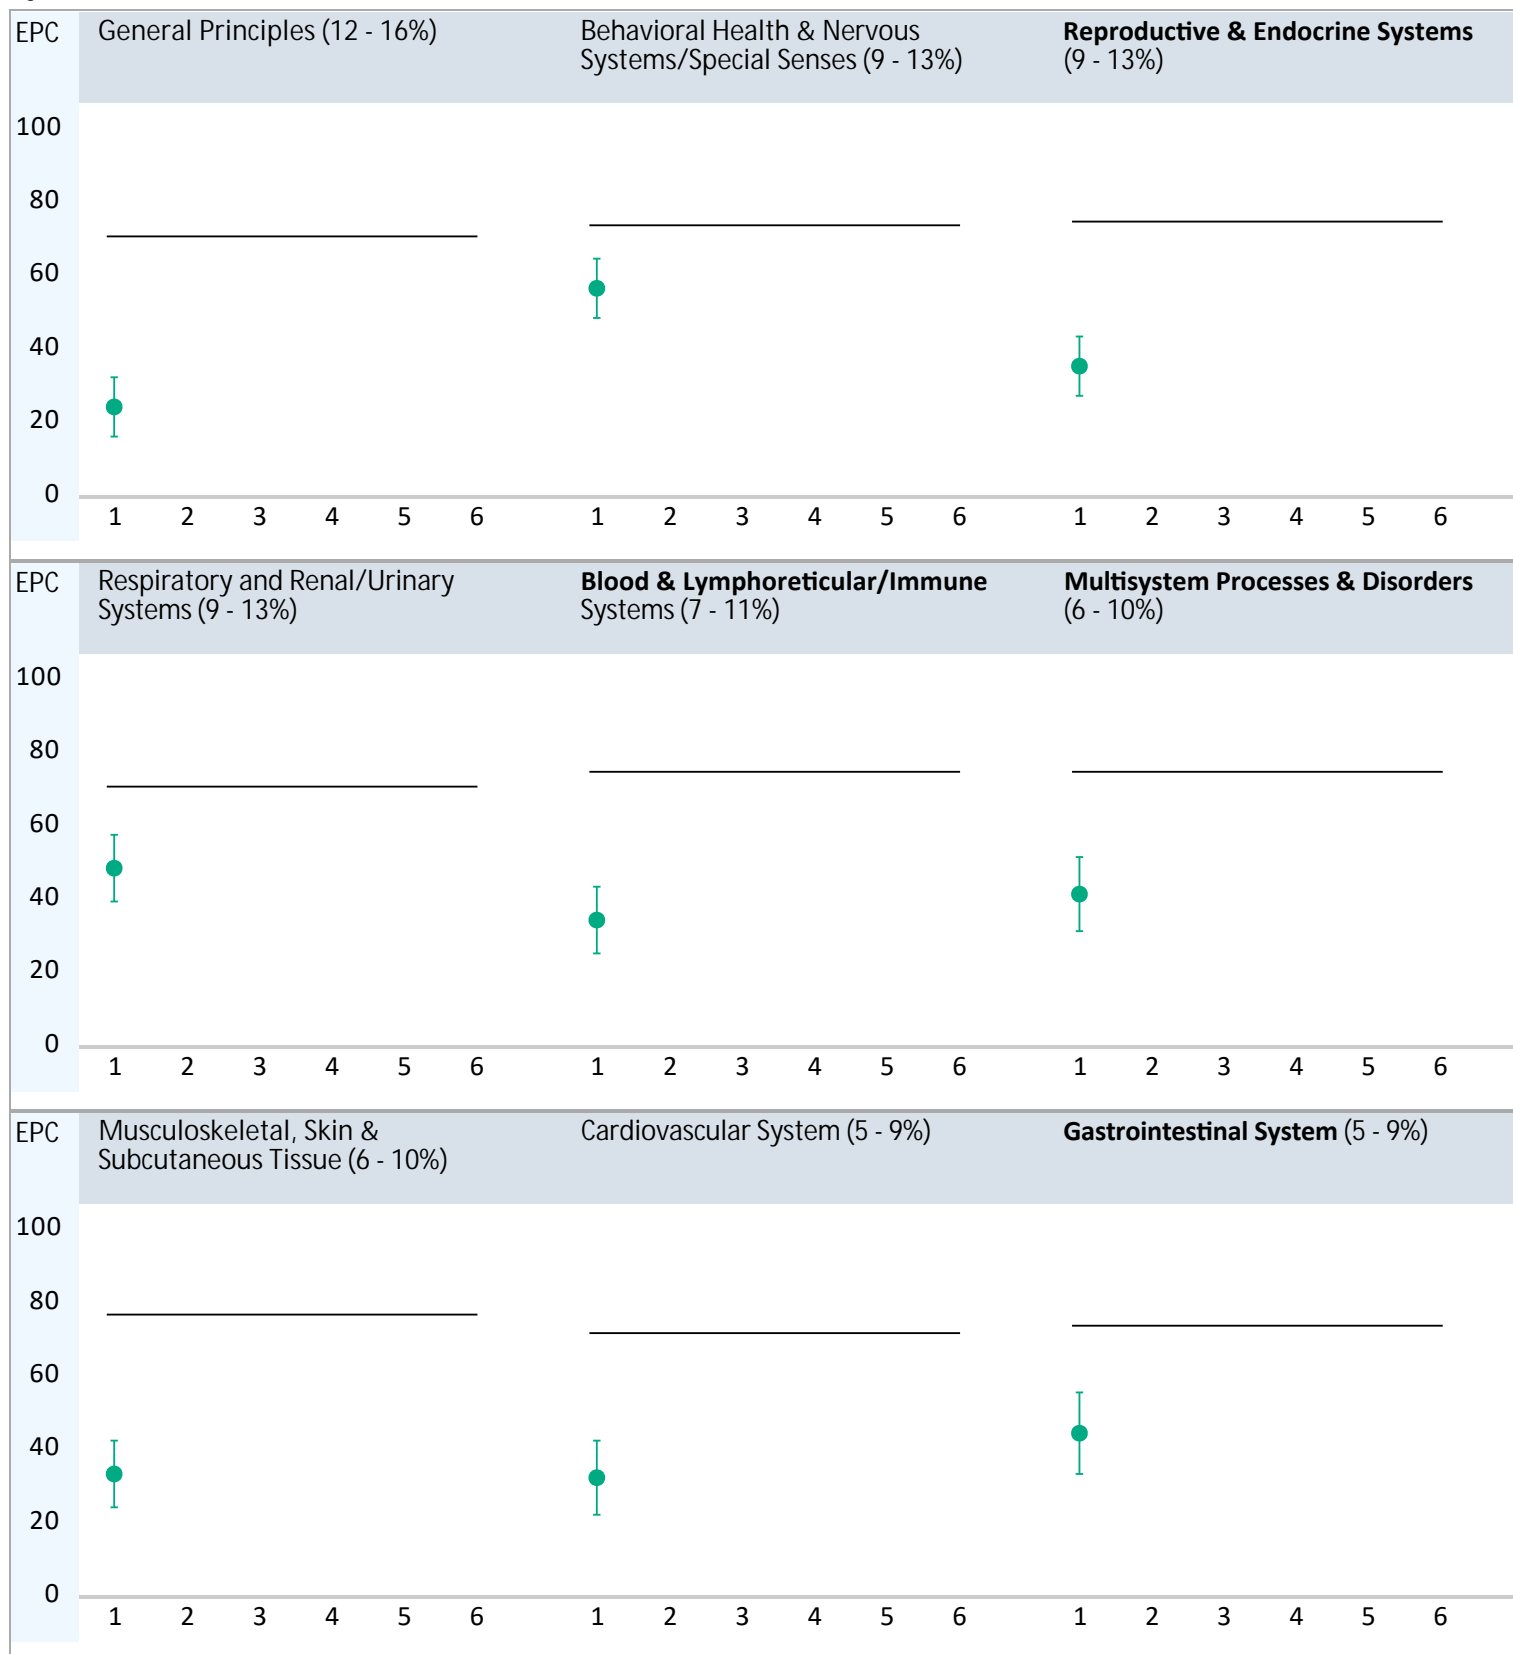 EPC General Principles (12 - 16%) Behavioral Health & Nervous Reproductive & Endocrine Systems
Systems/Special Senses (9 - 13%) (9 - 13%)
100
80
60
40
20
0
1 2 3 4 5 6 1 2 3 4 5 6 1 2 3 4 5 6
EPC Respiratory and Renal/Urinary Blood & Lymphoreticular/Immune Multisystem Processes & Disorders
Systems (9 - 13%) Systems (7 - 11%) (6 - 10%)
100
80
60
40
20
0
1 2 3 4 5 6 1 2 3 4 5 6 1 2 3 4 5 6
EPC Musculoskeletal, Skin & Cardiovascular System (5 - 9%) Gastrointestinal System (5 - 9%)
Subcutaneous Tissue (6 - 10%)
100
80
60
40
20
0
1 2 3 4 5 6 1 2 3 4 5 6 1 2 3 4 5 6